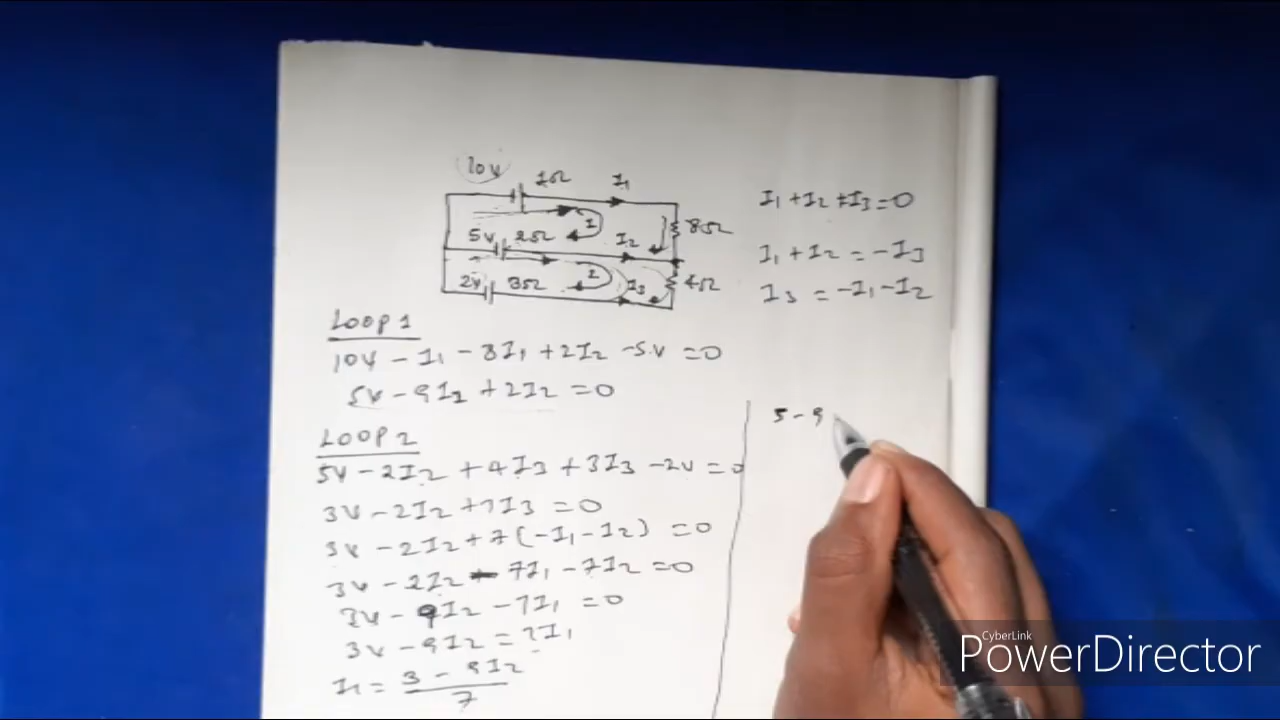 10V 1Ω I₁
I₁ + I₂ + I₃ = 0
8Ω
5V 2Ω I I₂
I₁ + I₂ = -I₃
2V 3Ω 2 I₃ 4Ω
I₃ = -I₁ - I₂
LOOP 1
10V - I₁ - 8I₁ + 2I₂ - 5V = 0
5V - 9I₂ + 2I₂ = 0
5 - 9
LOOP 2
5V - 2I₂ + 4I₃ + 3I₃ - 2V = 0
3V - 2I₂ + 7I₃ = 0
3V - 2I₂ + 7(-I₁ - I₂) = 0
3V - 2I₂ - 7I₁ - 7I₂ = 0
3V - 9I₂ - 7I₁ = 0
3V - 9I₂ = 7I₁
I₁ = 3 - 9I₂
7
CyberLink
PowerDirector